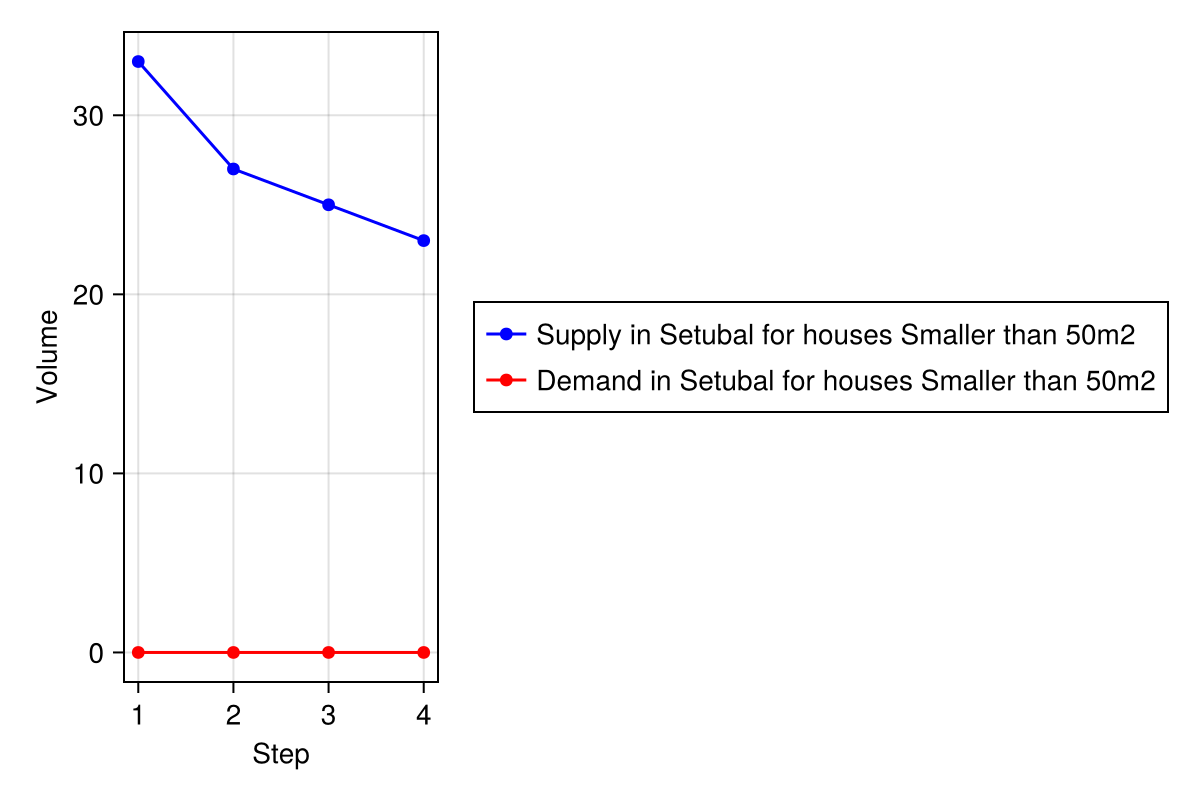 Volume
30
20
10
0
1 2 3 4
Step
Supply in Setubal for houses Smaller than 50m2
Demand in Setubal for houses Smaller than 50m2